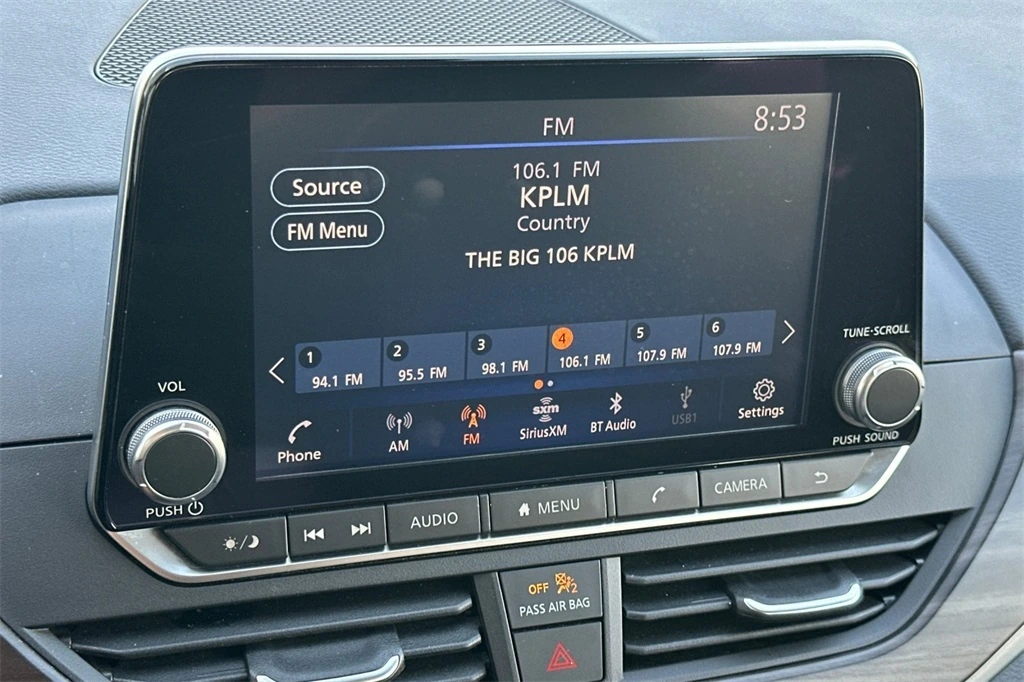 FM
8:53
106.1 FM
Source
KPLM
FM Menu
Country
THE BIG 106 KPLM
1 94.1 FM
2 95.5 FM
3 98.1 FM
4 106.1 FM
5 107.9 FM
6 107.9 FM
TUNE·SCROLL
VOL
Phone
AM
FM
sxm
SiriusXM
BT Audio
USB1
Settings
PUSH SOUND
PUSH
AUDIO
MENU
CAMERA
OFF 2
PASS AIR BAG